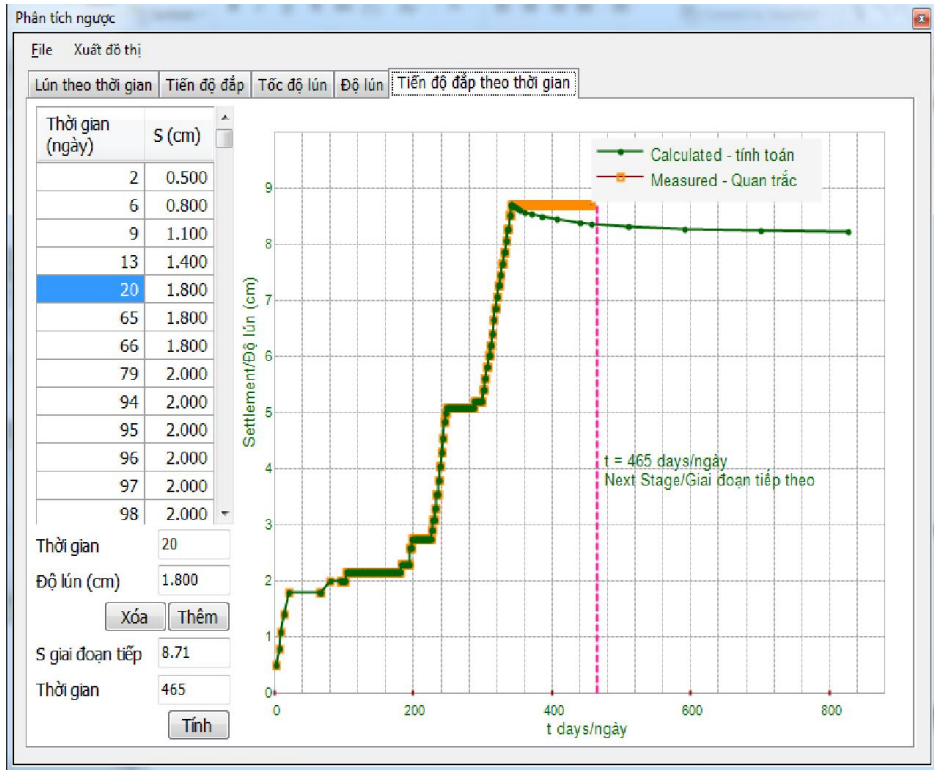 Phân tích ngược
File Xuất đồ thị
Lún theo thời gian Tiến độ đắp Tốc độ lún Độ lún Tiến độ đắp theo thời gian
Thời gian
(ngày) S (cm)
2 0.500
6 0.800
9 1.100
13 1.400
20 1.800
65 1.800
66 1.800
79 2.000
94 2.000
95 2.000
96 2.000
97 2.000
98 2.000
Thời gian 20
Độ lún (cm) 1.800
Xóa Thêm
S giai đoạn tiếp 8.71
Thời gian 465
Tính
Calculated - tính toán
Measured - Quan trắc
Settlement/Độ lún (cm)
9
8
7
6
5
4
3
2
1
0
t = 465 days/ngày
Next Stage/Giai đoạn tiếp theo
0 200 400 600 800
t days/ngày